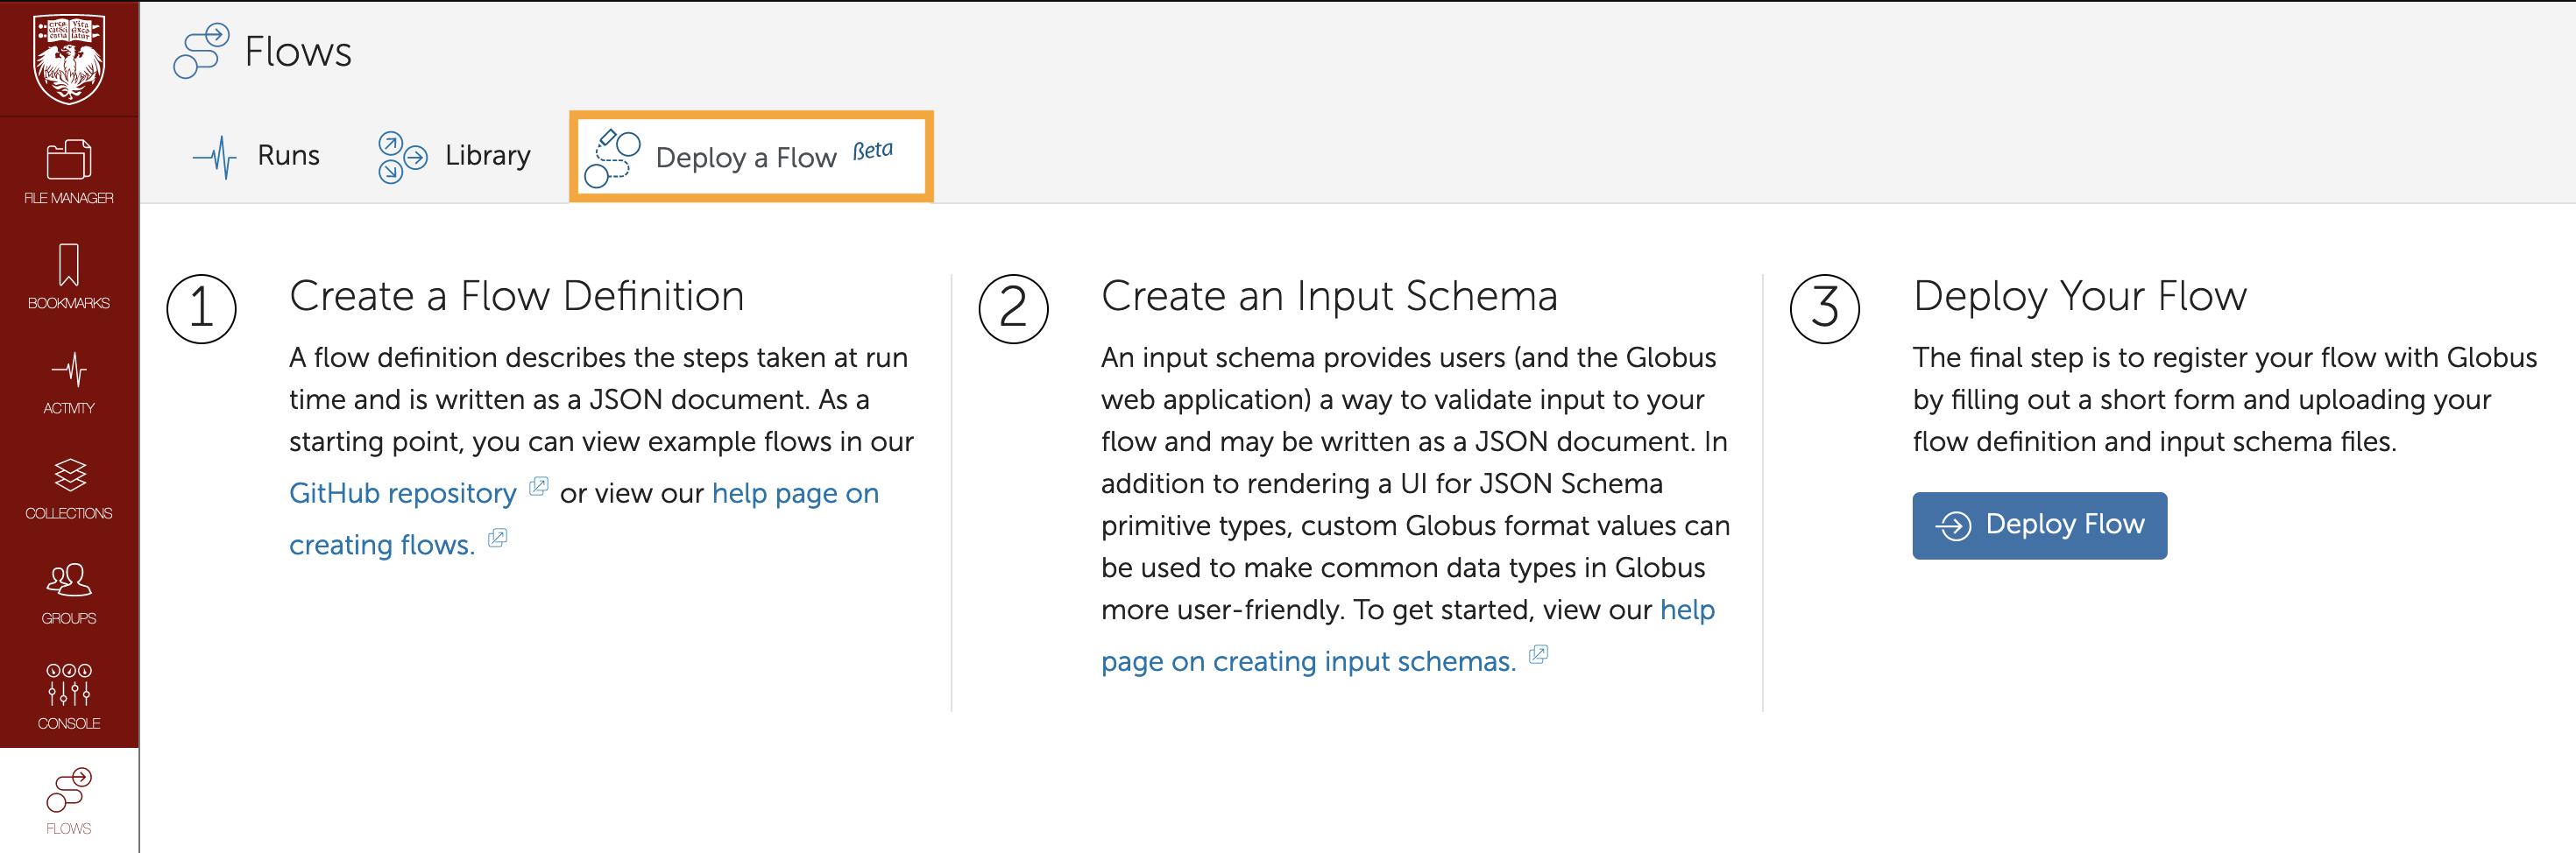 Cres Vita
cat sci exco
entia latur
FILE MANAGER
BOOKMARKS
ACTIVITY
COLLECTIONS
GROUPS
CONSOLE
FLOWS
Flows
Runs
Library
Deploy a Flow βeta
1
Create a Flow Definition
A flow definition describes the steps taken at run
time and is written as a JSON document. As a
starting point, you can view example flows in our
GitHub repository or view our help page on
creating flows.
2
Create an Input Schema
An input schema provides users (and the Globus
web application) a way to validate input to your
flow and may be written as a JSON document. In
addition to rendering a UI for JSON Schema
primitive types, custom Globus format values can
be used to make common data types in Globus
more user-friendly. To get started, view our help
page on creating input schemas.
3
Deploy Your Flow
The final step is to register your flow with Globus
by filling out a short form and uploading your
flow definition and input schema files.
Deploy Flow